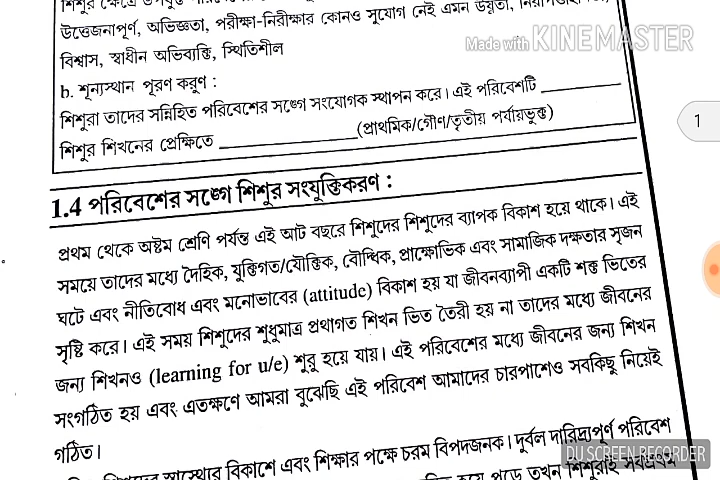 উত্তেজনাপূর্ণ, অভিজ্ঞতা, পরীক্ষা-নিরীক্ষার কোনও সুযোগ নেই এমন
বিশ্বাস, স্বাধীন অভিব্যক্তি, স্থিতিশীল
Made with KINEMASTER
b. শূন্যস্থান পূরণ করুণ :
শিশুরা তাদের সন্নিহিত পরিবেশের সঙ্গে সংযোগক স্থাপন করে। এই পরিবেশটি ________
শিশুর শিখনের প্রেক্ষিতে ____________ (প্রাথমিক/গৌণ/তৃতীয় পর্যায়ভুক্ত)
1
1.4 পরিবেশের সঙ্গে শিশুর সংযুক্তিকরণ :
প্রথম থেকে অষ্টম শ্রেণি পর্যন্ত এই আট বছরে শিশুদের শিশুদের ব্যাপক বিকাশ হয়ে থাকে। এই
সময়ে তাদের মধ্যে দৈহিক, যুক্তিগত/যৌক্তিক, বৌদ্ধিক, প্রাক্ষোভিক এবং সামাজিক দক্ষতার সৃজন
ঘটে এবং নীতিবোধ এবং মনোভাবের (attitude) বিকাশ হয় যা জীবনব্যাপী একটি শক্ত ভিতের
সৃষ্টি করে। এই সময় শিশুদের শুধুমাত্র প্রথাগত শিখন ভিত তৈরী হয় না তাদের মধ্যে জীবনের
জন্য শিখনও (learning for u/e) শুরু হয়ে যায়। এই পরিবেশের মধ্যে জীবনের জন্য শিখন
সংগঠিত হয় এবং এতক্ষণে আমরা বুঝেছি এই পরিবেশ আমাদের চারপাশেও সবকিছু নিয়েই
গঠিত।
স্বাস্থ্যের বিকাশে এবং শিক্ষার পক্ষে চরম বিপদজনক। দুর্বল দারিদ্র্যপূর্ণ পরিবেশ
DU SCREEN RECORDER
পড়ে তখন শিশুরাই